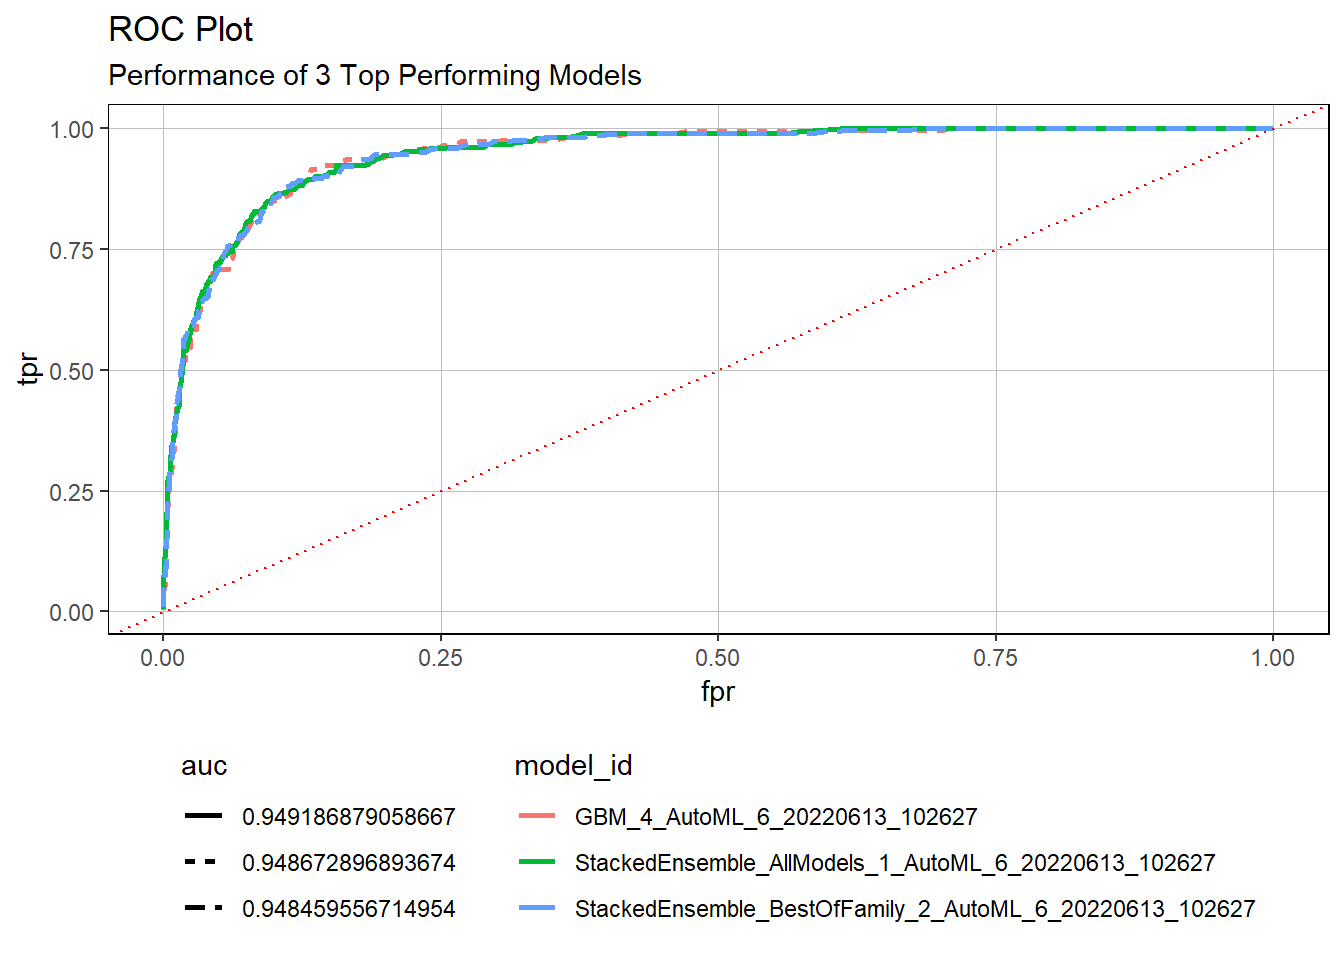 ROC Plot
Performance of 3 Top Performing Models
1.00
0.75
0.50
0.25
0.00
tpr
0.00 0.25 0.50 0.75 1.00
fpr
auc
0.949186879058667
0.948672896893674
0.948459556714954
model_id
GBM_4_AutoML_6_20220613_102627
StackedEnsemble_AllModels_1_AutoML_6_20220613_102627
StackedEnsemble_BestOfFamily_2_AutoML_6_20220613_102627